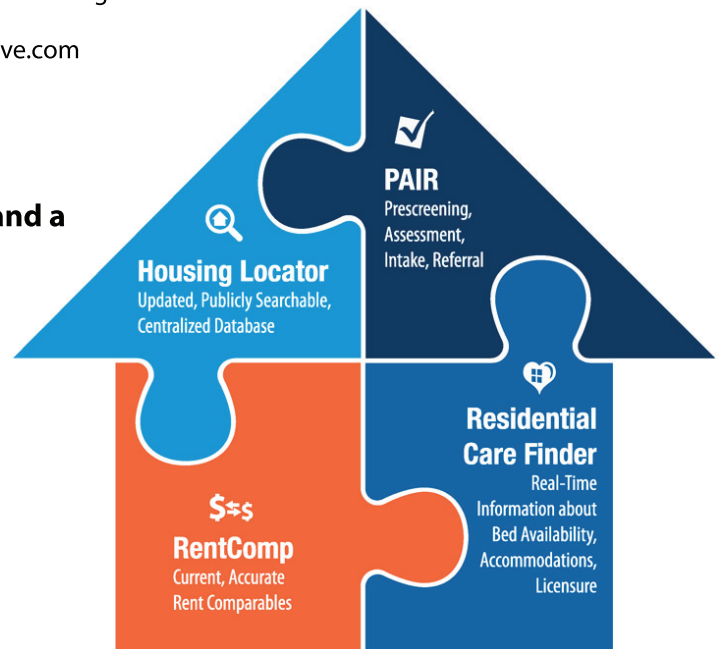 g
ve.com
and a
PAIR
Prescreening,
Assessment,
Intake, Referral
Housing Locator
Updated, Publicly Searchable,
Centralized Database
Residential
Care Finder
Real-Time
Information about
Bed Availability,
Accommodations,
Licensure
$ $
RentComp
Current, Accurate
Rent Comparables